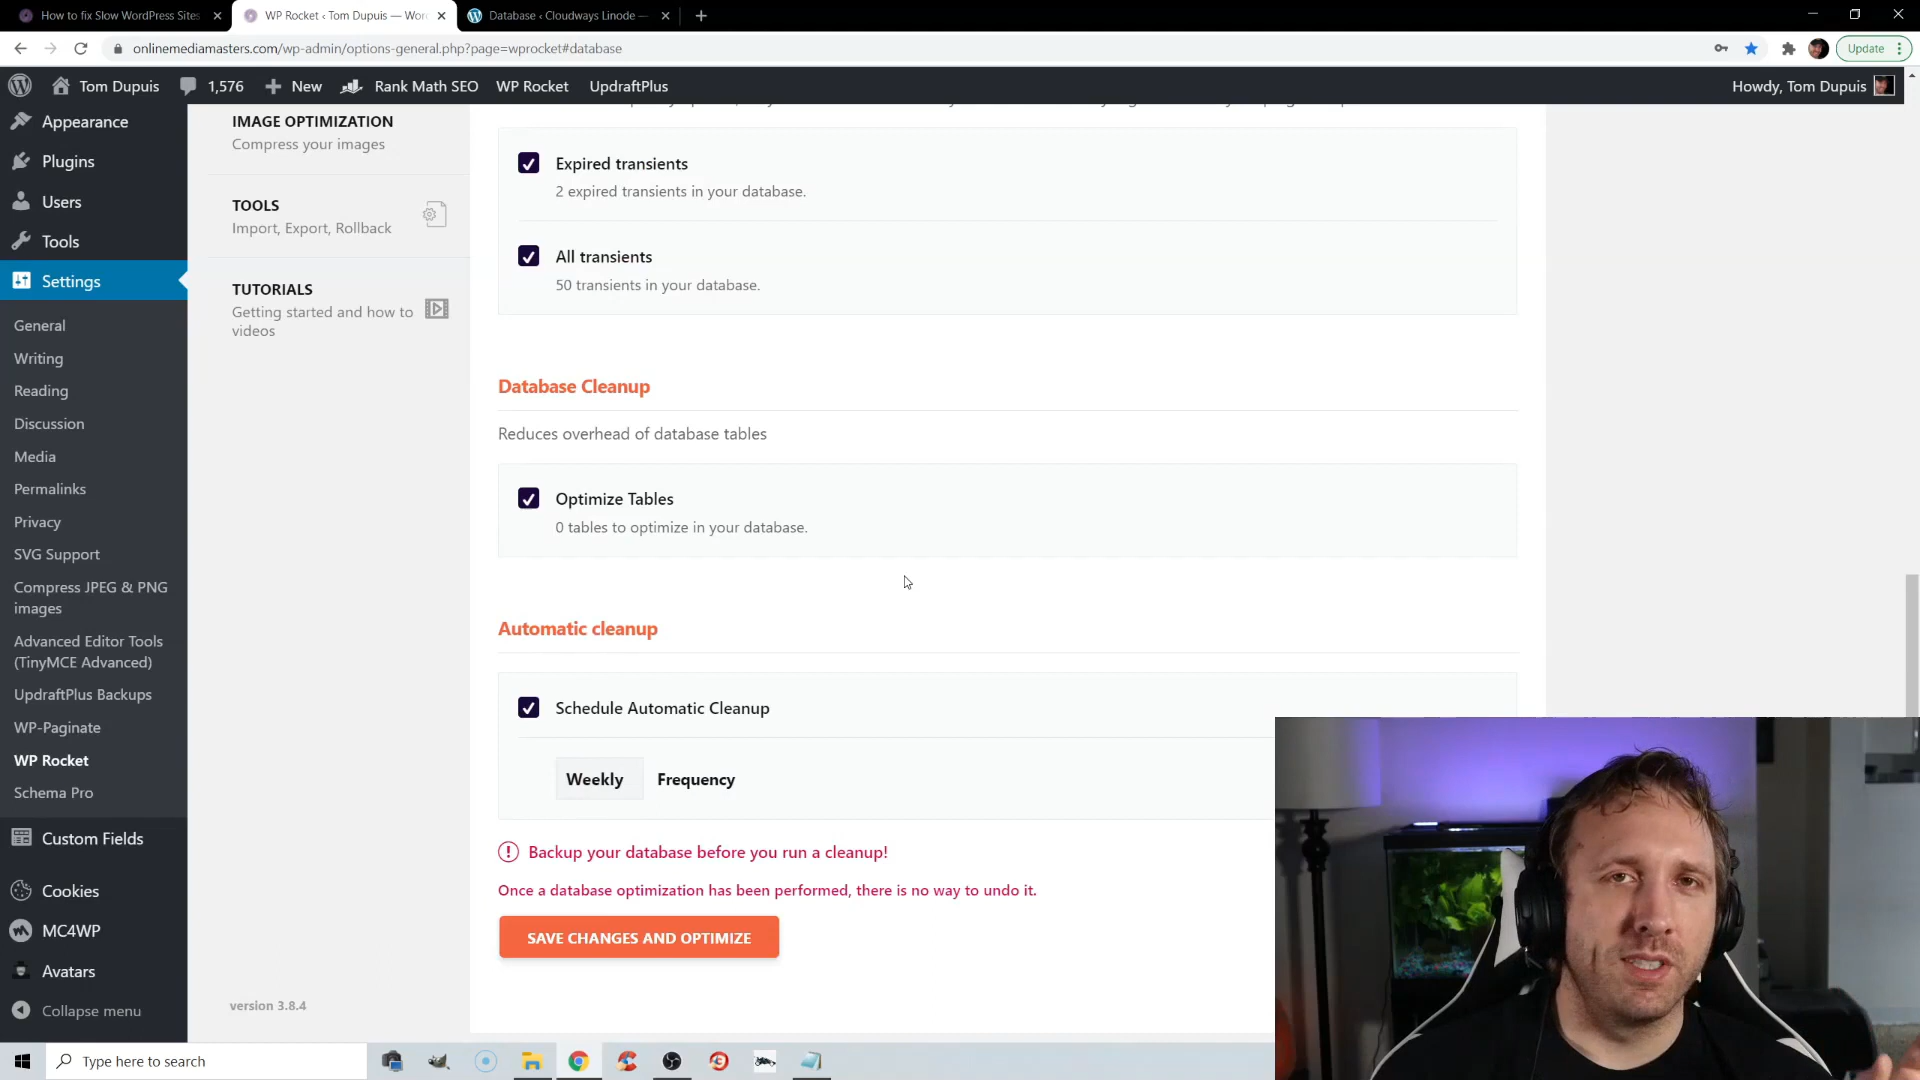 How to fix Slow WordPress Sites
WP Rocket ‹ Tom Dupuis — Wor
Database ‹ Cloudways Linode —
onlinemediamasters.com/wp-admin/options-general.php?page=wprocket#database
Update
Tom Dupuis
1,576
New
Rank Math SEO
WP Rocket
UpdraftPlus
Howdy, Tom Dupuis
Appearance
Plugins
Users
Tools
Settings
General
Writing
Reading
Discussion
Media
Permalinks
Privacy
SVG Support
Compress JPEG & PNG
images
Advanced Editor Tools
(TinyMCE Advanced)
UpdraftPlus Backups
WP-Paginate
WP Rocket
Schema Pro
Custom Fields
Cookies
MC4WP
Avatars
Collapse menu
IMAGE OPTIMIZATION
Compress your images
TOOLS
Import, Export, Rollback
TUTORIALS
Getting started and how to
videos
version 3.8.4
Expired transients
2 expired transients in your database.
All transients
50 transients in your database.
Database Cleanup
Reduces overhead of database tables
Optimize Tables
0 tables to optimize in your database.
Automatic cleanup
Schedule Automatic Cleanup
Weekly Frequency
Backup your database before you run a cleanup!
Once a database optimization has been performed, there is no way to undo it.
SAVE CHANGES AND OPTIMIZE
Type here to search